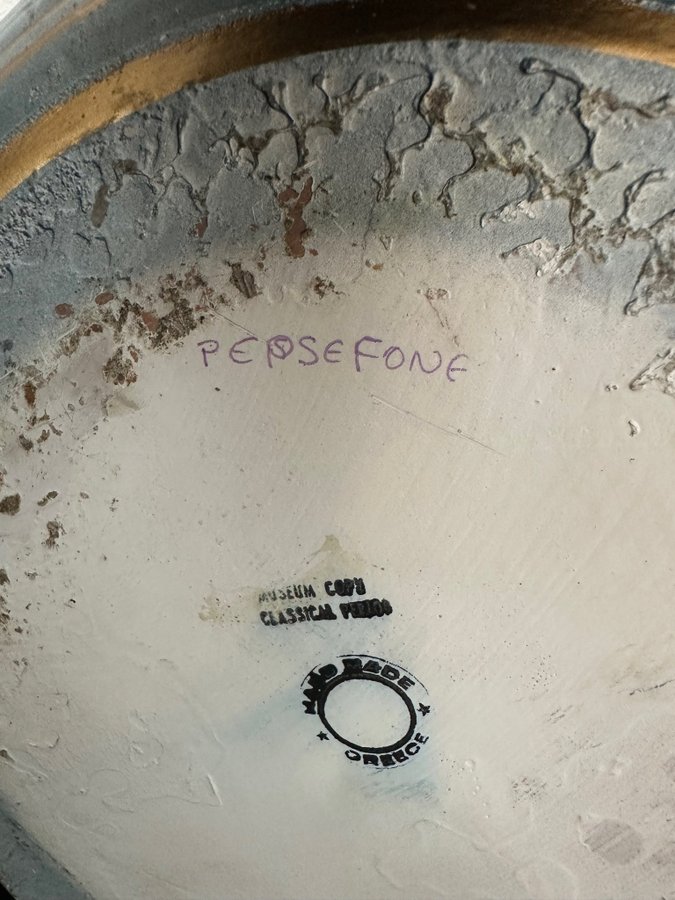 PERSEFONE
MUSEUM COPY
CLASSICAL PERIOD
HAND MADE
GREECE